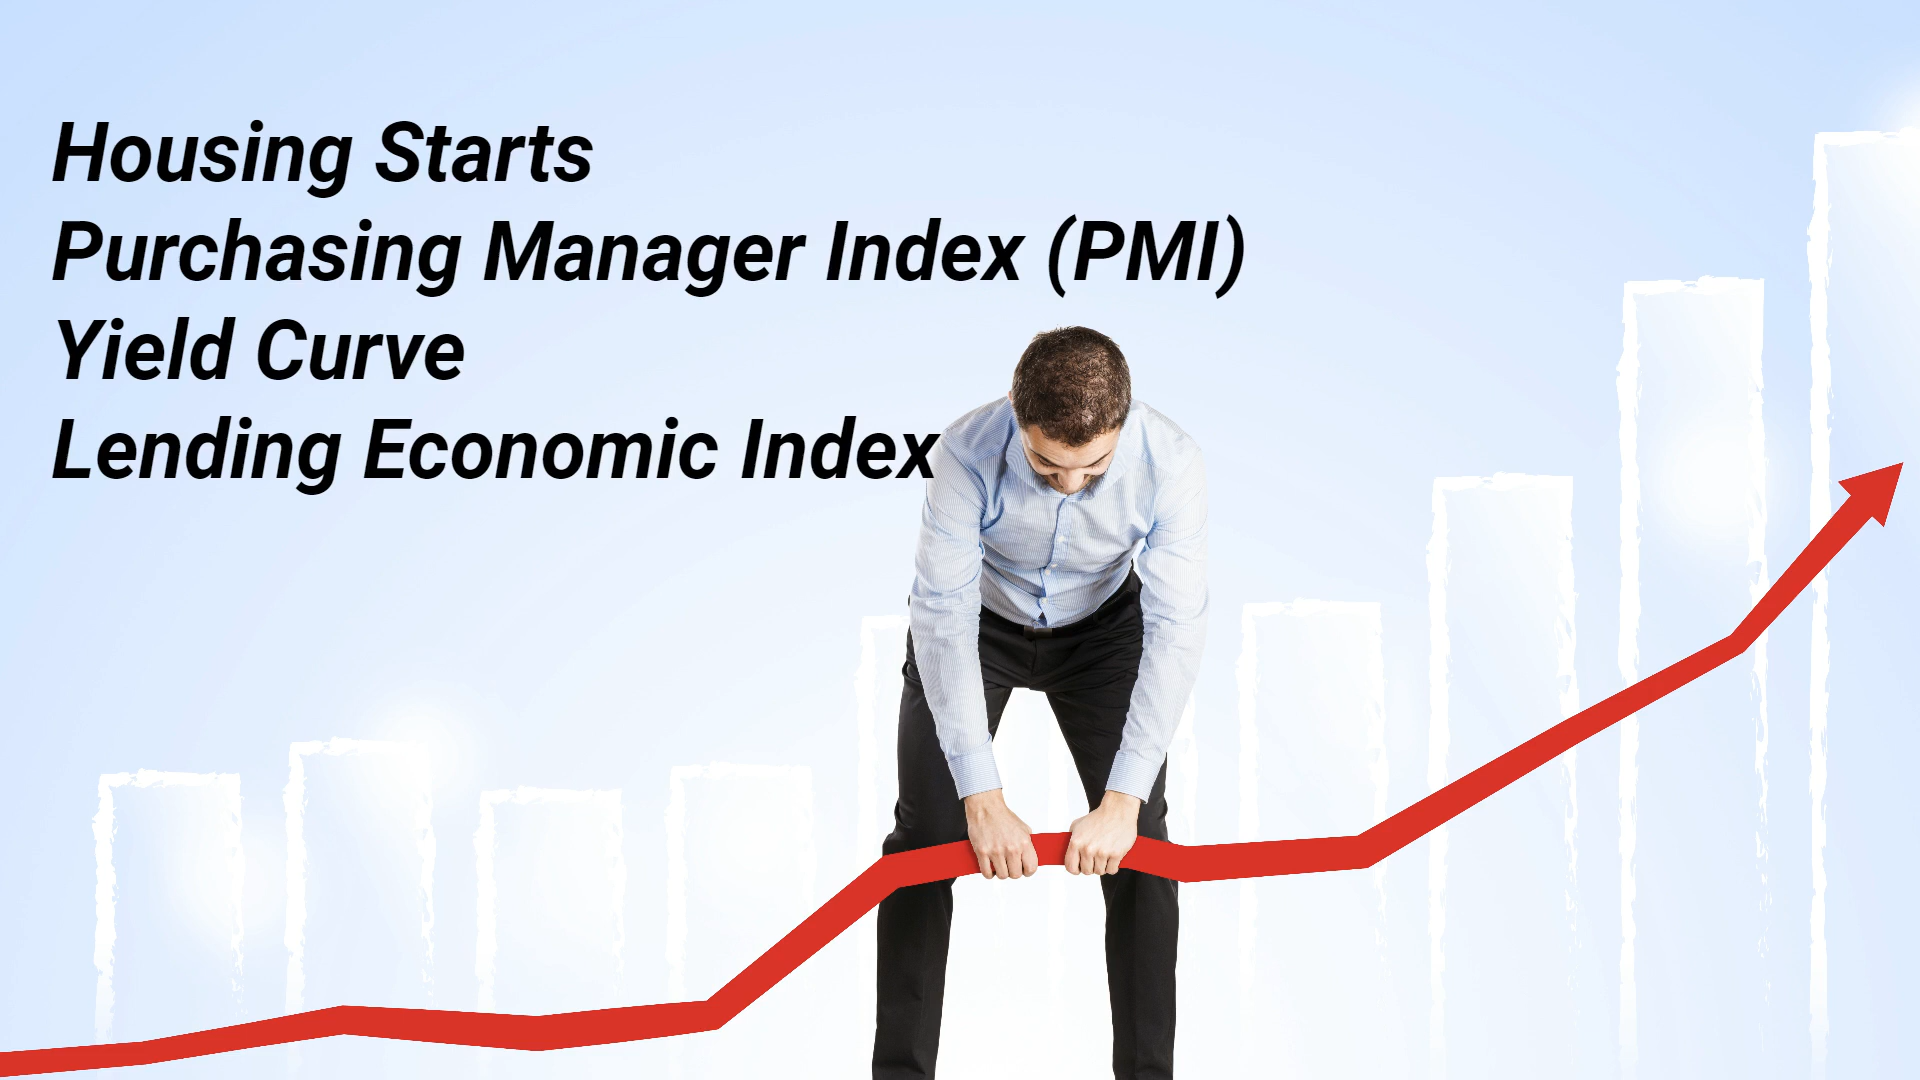 Housing Starts
Purchasing Manager Index (PMI)
Yield Curve
Lending Economic Index